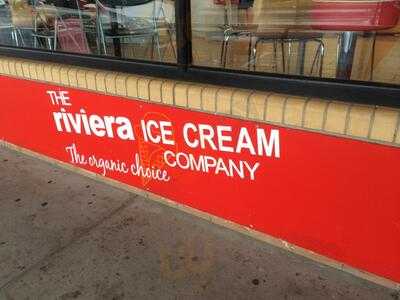 THE
riviera ICE CREAM
The organic choice COMPANY